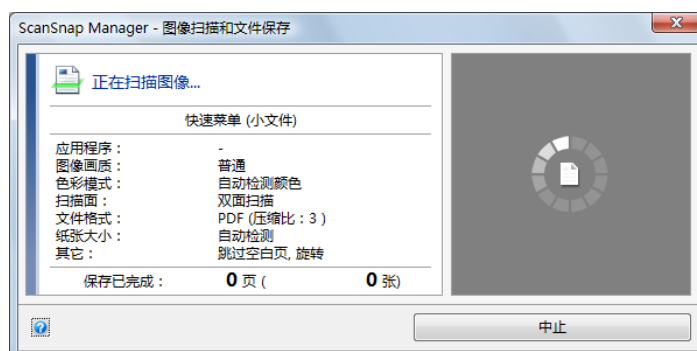 ScanSnap Manager - 图像扫描和文件保存
正在扫描图像...
快速菜单 (小文件)
应用程序： -
图像画质： 普通
色彩模式： 自动检测颜色
扫描面： 双面扫描
文件格式： PDF (压缩比：3 )
纸张大小： 自动检测
其它： 跳过空白页, 旋转
保存已完成： 0 页 ( 0 张)
中止